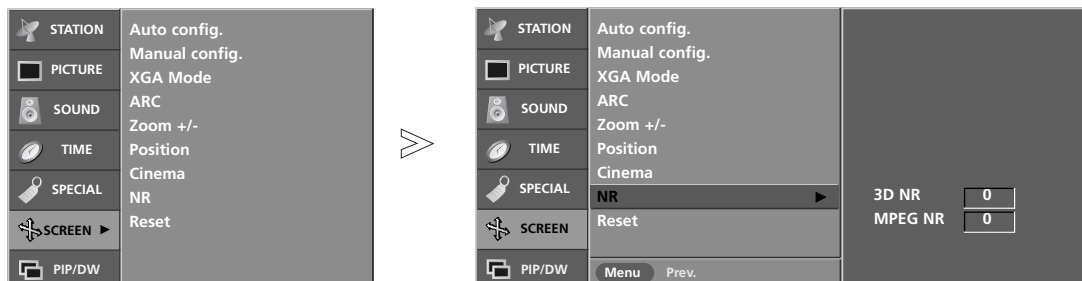 STATION
PICTURE
SOUND
TIME
SPECIAL
SCREEN ►
PIP/DW
Auto config.
Manual config.
XGA Mode
ARC
Zoom +/-
Position
Cinema
NR
Reset
STATION
PICTURE
SOUND
TIME
SPECIAL
SCREEN
PIP/DW
Auto config.
Manual config.
XGA Mode
ARC
Zoom +/-
Position
Cinema
NR ►
Reset
Menu Prev.
3D NR 0
MPEG NR 0